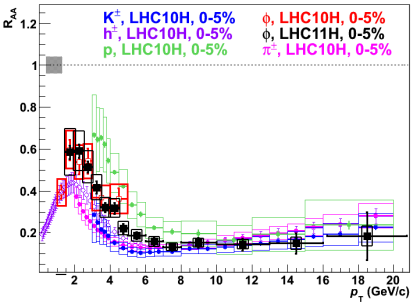 R_AA
K±, LHC10H, 0-5%
h±, LHC10H, 0-5%
p, LHC10H, 0-5%
ϕ, LHC10H, 0-5%
ϕ, LHC11H, 0-5%
π±, LHC10H, 0-5%
1.2
1
0.8
0.6
0.4
0.2
2 4 6 8 10 12 14 16 18 20
p_T (GeV/c)